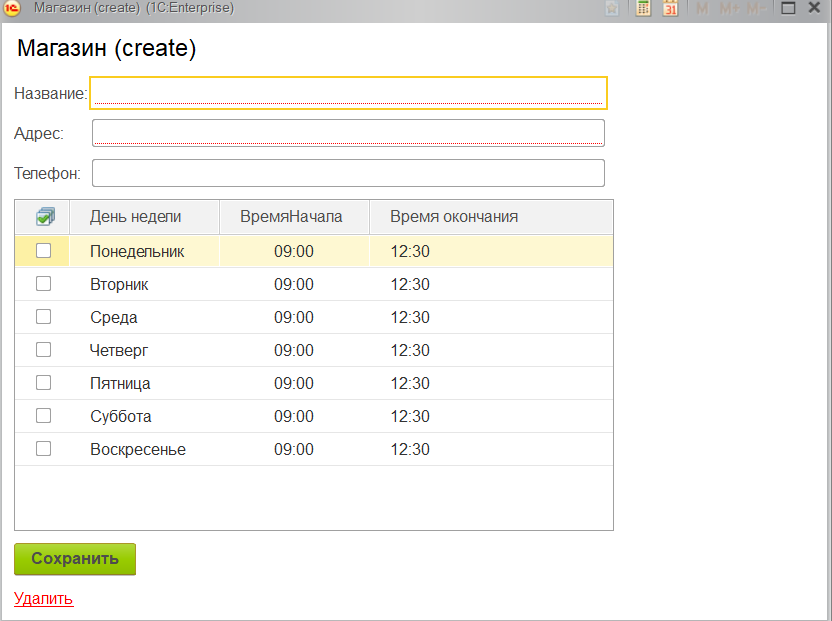 Магазин (create) (1C:Enterprise)
31 M M+ M-
Магазин (create)
Название:
Адрес:
Телефон:
День недели ВремяНачала Время окончания
Понедельник 09:00 12:30
Вторник 09:00 12:30
Среда 09:00 12:30
Четверг 09:00 12:30
Пятница 09:00 12:30
Суббота 09:00 12:30
Воскресенье 09:00 12:30
Сохранить
Удалить